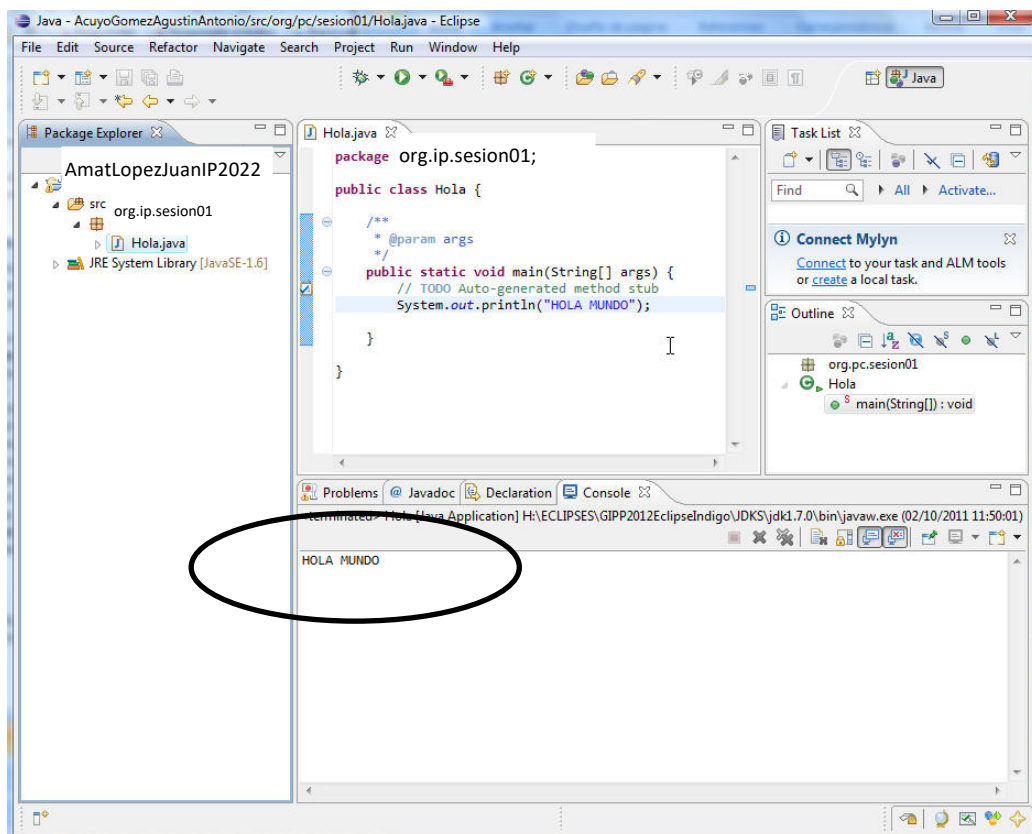 Java - AcuyoGomezAgustinAntonio/src/org/pc/sesion01/Hola.java - Eclipse
File Edit Source Refactor Navigate Search Project Run Window Help
Java
Package Explorer
AmatLopezJuanIP2022
src
org.ip.sesion01
Hola.java
JRE System Library [JavaSE-1.6]
Hola.java
package org.ip.sesion01;
public class Hola {
/**
* @param args
*/
public static void main(String[] args) {
// TODO Auto-generated method stub
System.out.println("HOLA MUNDO");
}
}
Task List
Find All Activate...
Connect Mylyn
Connect to your task and ALM tools
or create a local task.
Outline
org.pc.sesion01
Hola
S main(String[]) : void
Problems @ Javadoc Declaration Console
<terminated> Hola [Java Application] H:\ECLIPSES\GIPP2012EclipseIndigo\JDKS\jdk1.7.0\bin\javaw.exe (02/10/2011 11:50:01)
HOLA MUNDO